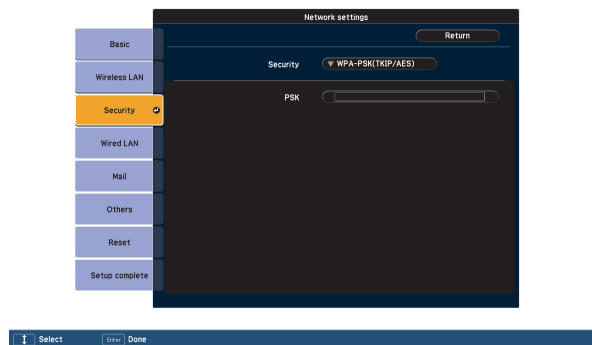 Network settings
Return
Basic
Security WPA-PSK(TKIP/AES)
Wireless LAN
PSK
Security
Wired LAN
Mail
Others
Reset
Setup complete
Select Enter Done